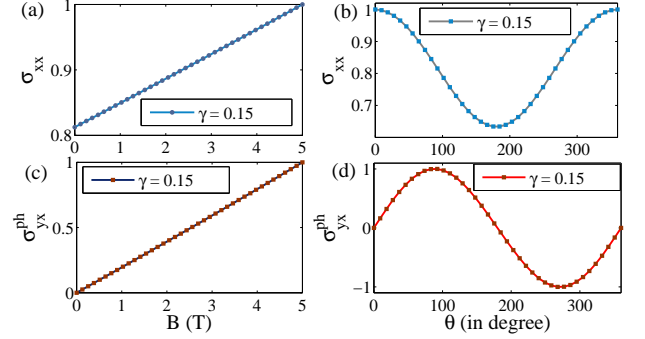 (a)
1
0.9
0.8
σxx
γ = 0.15
0 1 2 3 4 5
(b)
1
0.9
0.8
0.7
σxx
γ = 0.15
0 100 200 300
(c)
1
0.5
0
σ^ph_yx
γ = 0.15
0 1 2 3 4 5
B (T)
(d)
1
0
−1
σ^ph_yx
γ = 0.15
0 100 200 300
θ (in degree)